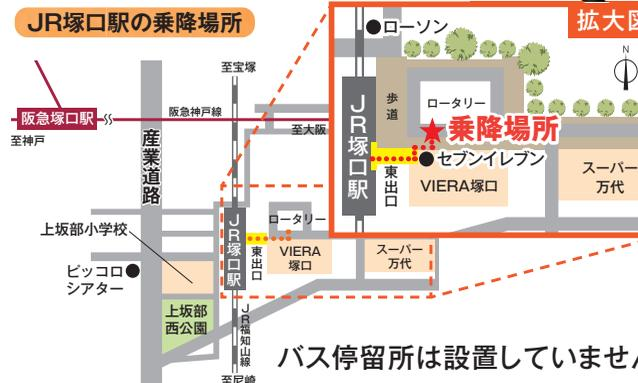 JR塚口駅の乗降場所
ローソン
拡大図
N
歩道
ロータリー
乗降場所
JR塚口駅
セブンイレブン
東出口
VIERA塚口
スーパー
万代
至宝塚
阪急塚口駅
阪急神戸線
至神戸
至大阪
産業道路
上坂部小学校
ピッコロ
シアター
上坂部
西公園
JR塚口駅
ロータリー
東出口
VIERA
塚口
スーパー
万代
JR福知山線
至尼崎
バス停留所は設置していません